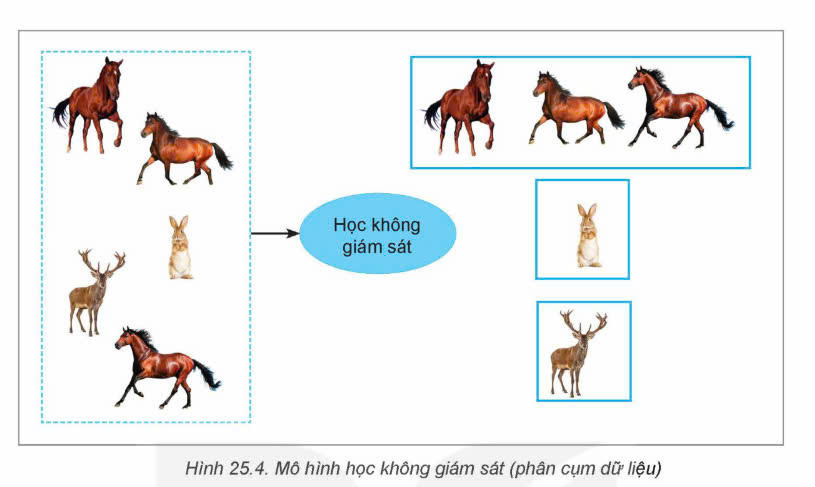 Học không
giám sát
Hình 25.4. Mô hình học không giám sát (phân cụm dữ liệu)